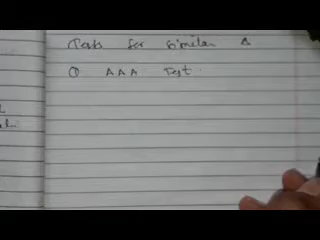 Tests for similar Δ
① AAA Test.